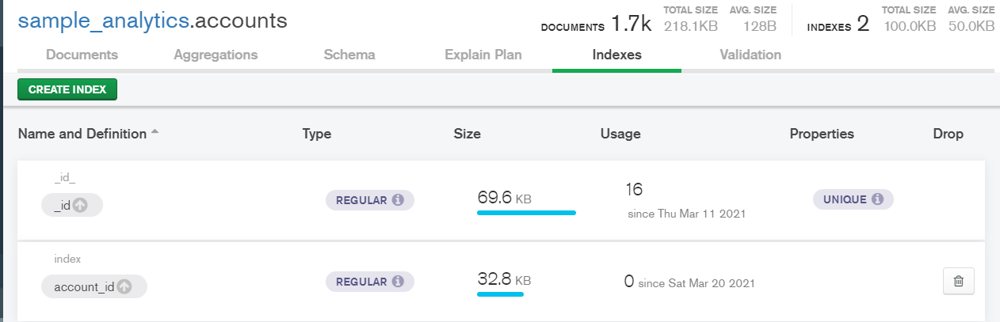 sample_analytics.accounts
DOCUMENTS 1.7k TOTAL SIZE 218.1KB AVG. SIZE 128B INDEXES 2 TOTAL SIZE 100.0KB AVG. SIZE 50.0KB
Documents Aggregations Schema Explain Plan Indexes Validation
CREATE INDEX
Name and Definition Type Size Usage Properties Drop
_id_
_id REGULAR 69.6 KB 16 UNIQUE
since Thu Mar 11 2021
index
account_id REGULAR 32.8 KB 0 since Sat Mar 20 2021